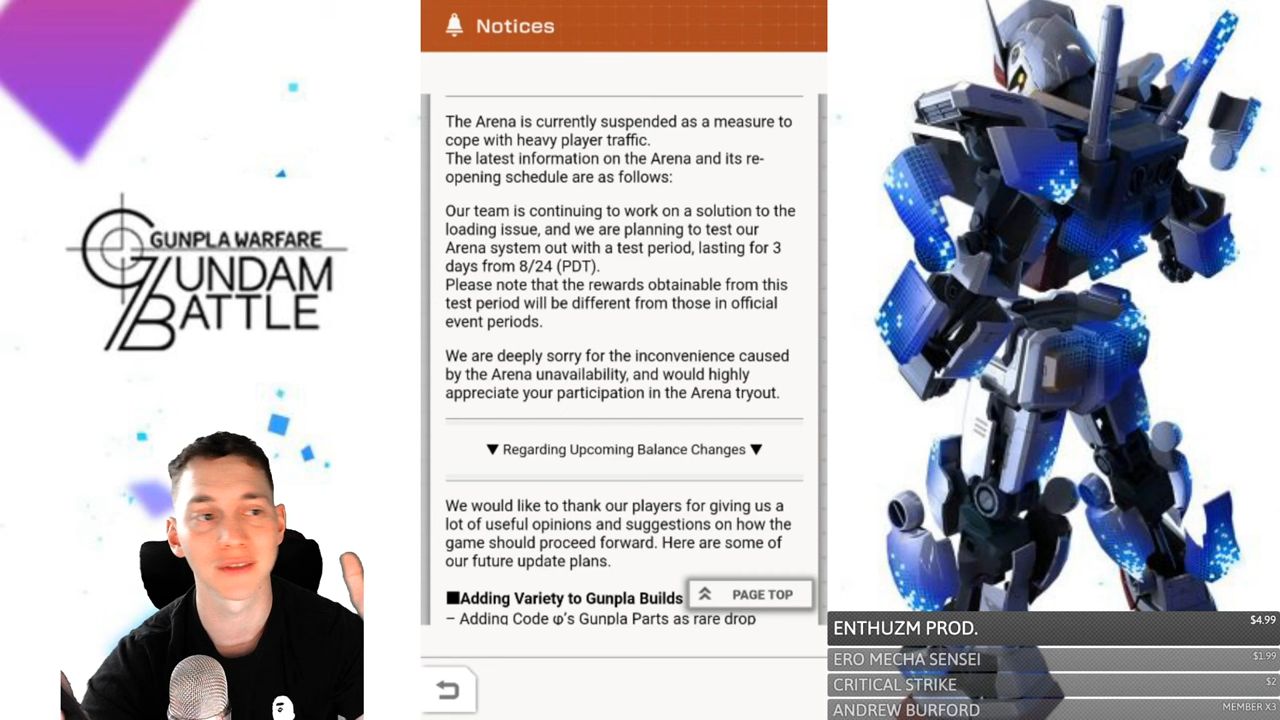 GUNPLA WARFARE
GUNDAM
BATTLE
Notices
The Arena is currently suspended as a measure to
cope with heavy player traffic.
The latest information on the Arena and its re-
opening schedule are as follows:
Our team is continuing to work on a solution to the
loading issue, and we are planning to test our
Arena system out with a test period, lasting for 3
days from 8/24 (PDT).
Please note that the rewards obtainable from this
test period will be different from those in official
event periods.
We are deeply sorry for the inconvenience caused
by the Arena unavailability, and would highly
appreciate your participation in the Arena tryout.
▼ Regarding Upcoming Balance Changes ▼
We would like to thank our players for giving us a
lot of useful opinions and suggestions on how the
game should proceed forward. Here are some of
our future update plans.
■Adding Variety to Gunpla Builds
– Adding Code φ's Gunpla Parts as rare drop
PAGE TOP
ENTHUZM PROD. $4.99
ERO MECHA SENSEI $1.99
CRITICAL STRIKE $2
ANDREW BURFORD MEMBER X3